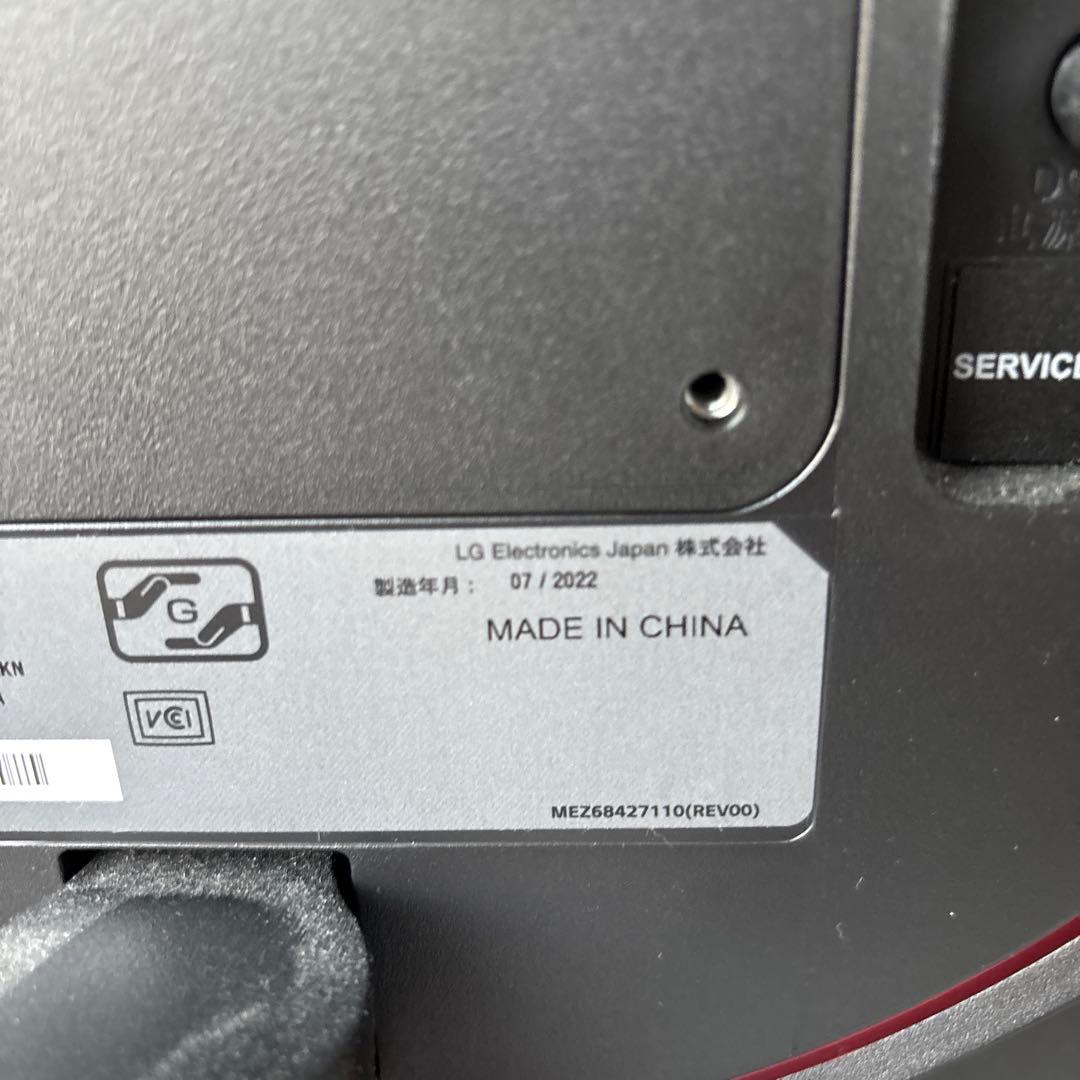 SERVICE
LG Electronics Japan 株式会社
製造年月： 07 / 2022
MADE IN CHINA
G
KN
A
VCCI
MEZ68427110(REV00)